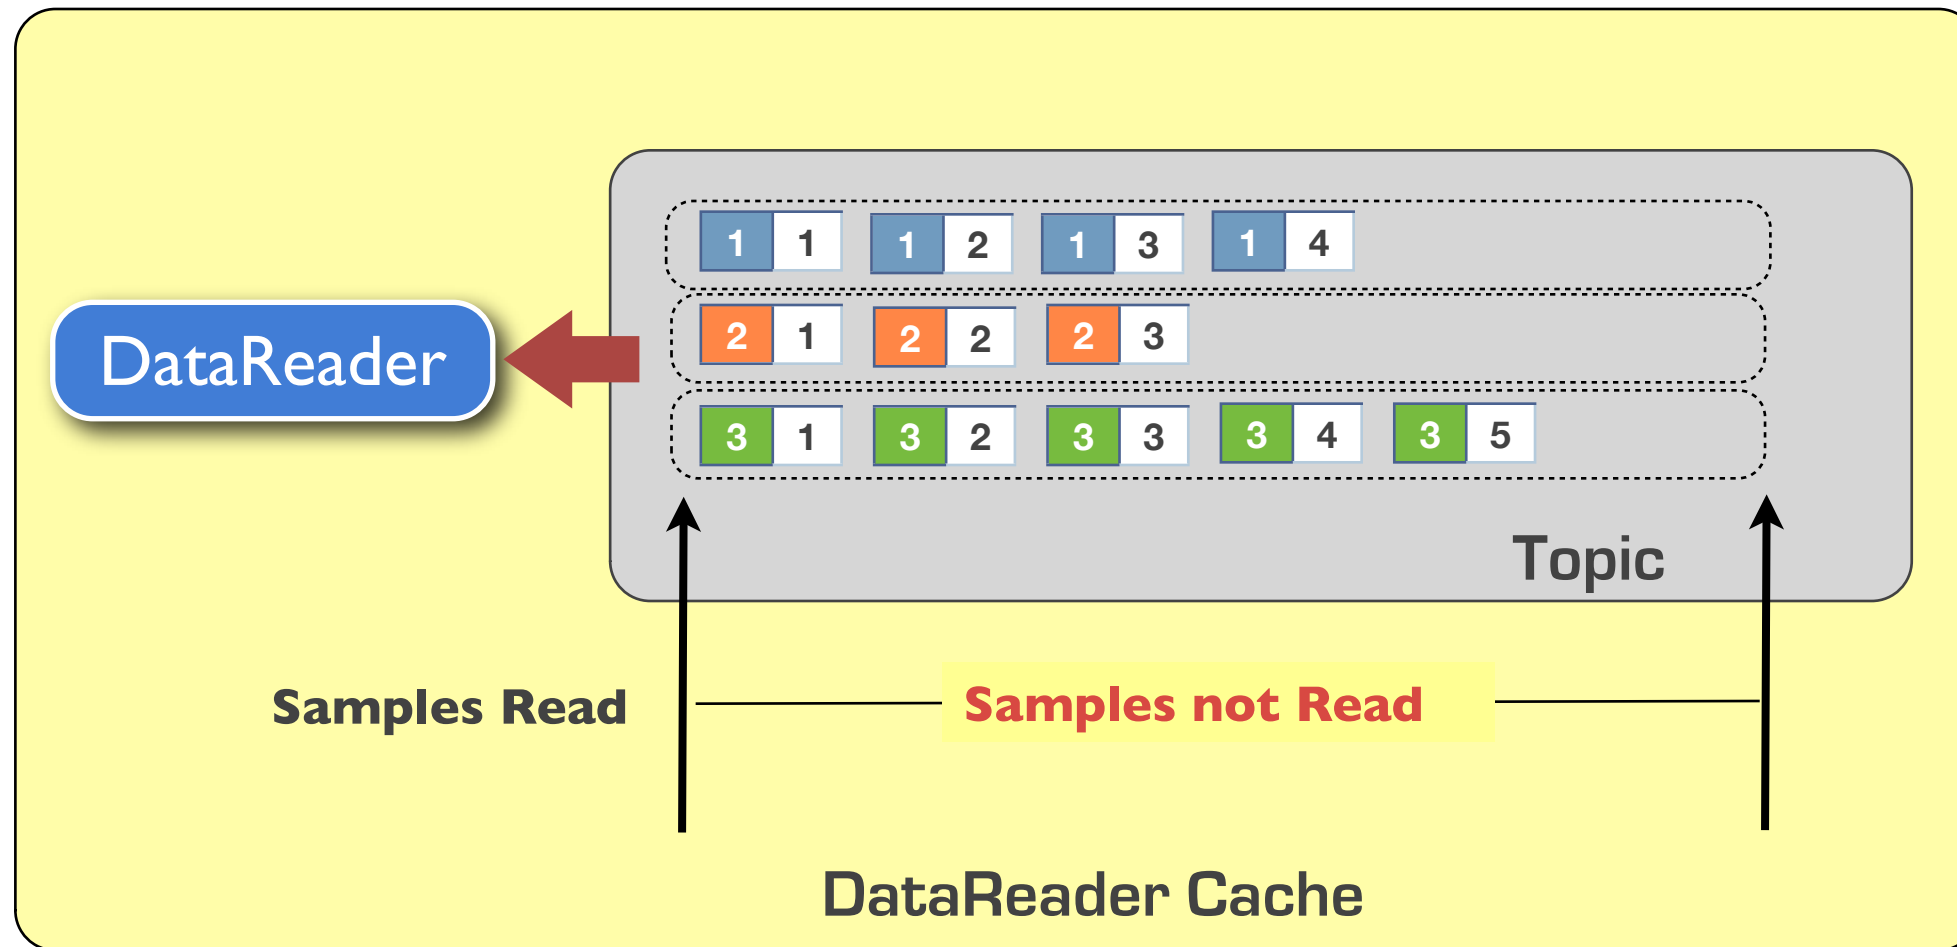 1 1 1 2 1 3 1 4
DataReader
2 1 2 2 2 3
3 1 3 2 3 3 3 4 3 5
Topic
Samples Read
Samples not Read
DataReader Cache